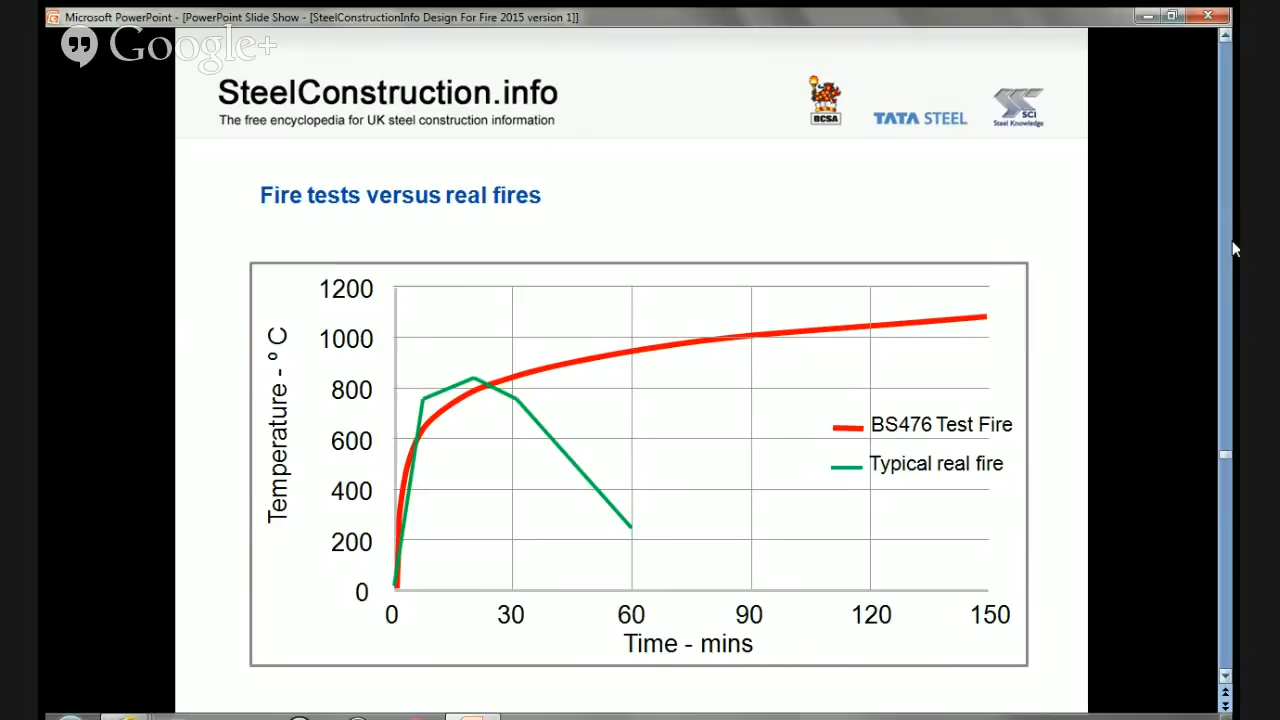 Microsoft PowerPoint - [PowerPoint Slide Show - [SteelConstructionInfo Design For Fire 2015 version 1]]
Google+
SteelConstruction.info
The free encyclopedia for UK steel construction information
BCSA
TATA STEEL
SCI
Steel Knowledge
Fire tests versus real fires
1200
1000
800
600
400
200
0
Temperature - º C
BS476 Test Fire
Typical real fire
0 30 60 90 120 150
Time - mins